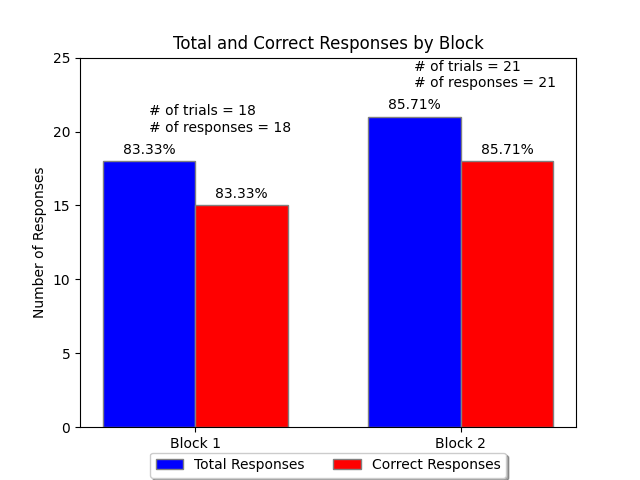 Total and Correct Responses by Block
25
20
15
10
5
0
Number of Responses
# of trials = 18
# of responses = 18
83.33%
83.33%
# of trials = 21
# of responses = 21
85.71%
85.71%
Block 1
Block 2
Total Responses
Correct Responses